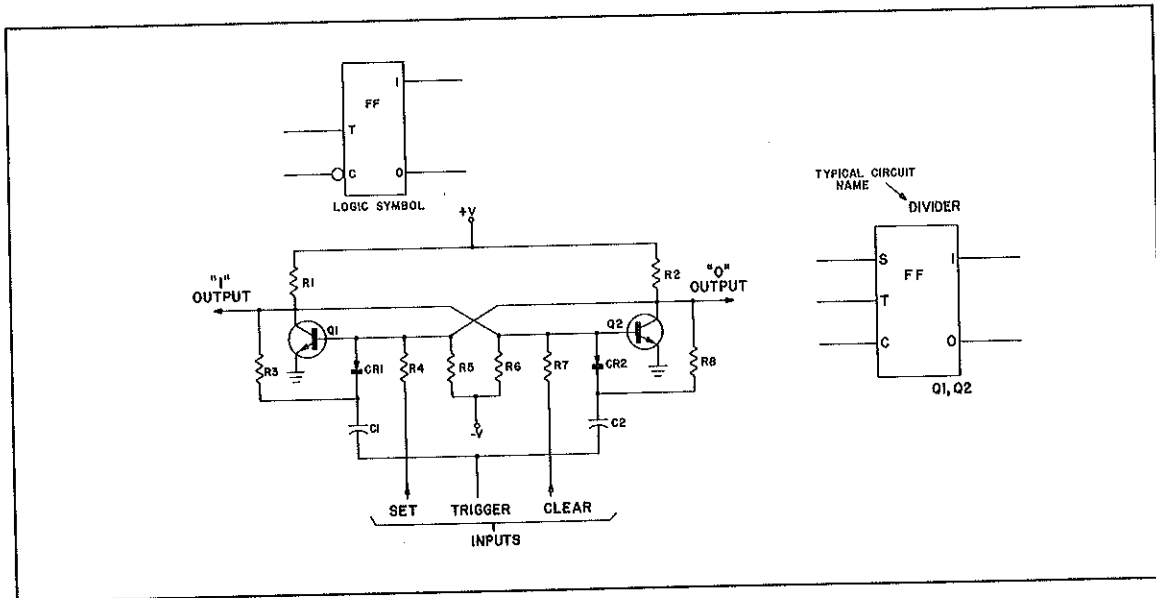 I
FF
T
C
O
LOGIC SYMBOL
+V
TYPICAL CIRCUIT
NAME
DIVIDER
S
I
FF
T
C
O
Q1, Q2
"I"
OUTPUT
R1
R2
"O"
OUTPUT
Q1
Q2
R3
CR1
R4
R5
R6
R7
CR2
R8
C1
-V
C2
SET
TRIGGER
CLEAR
INPUTS